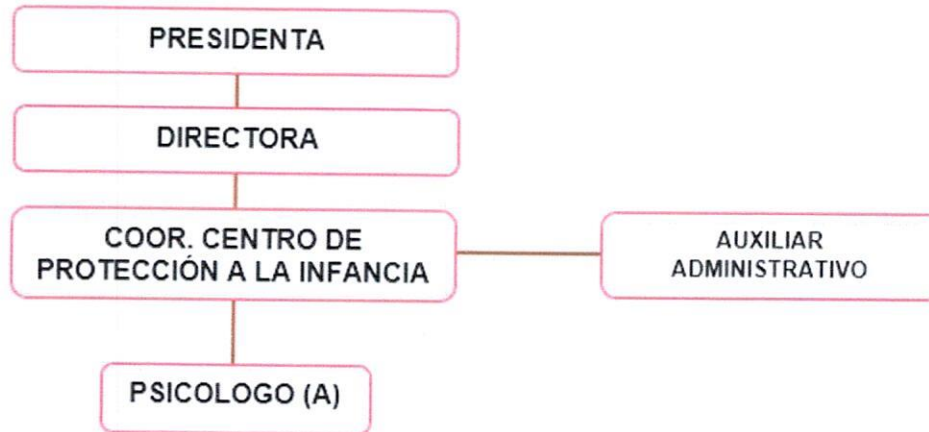 PRESIDENTA
DIRECTORA
COOR. CENTRO DE
PROTECCIÓN A LA INFANCIA
AUXILIAR
ADMINISTRATIVO
PSICOLOGO (A)